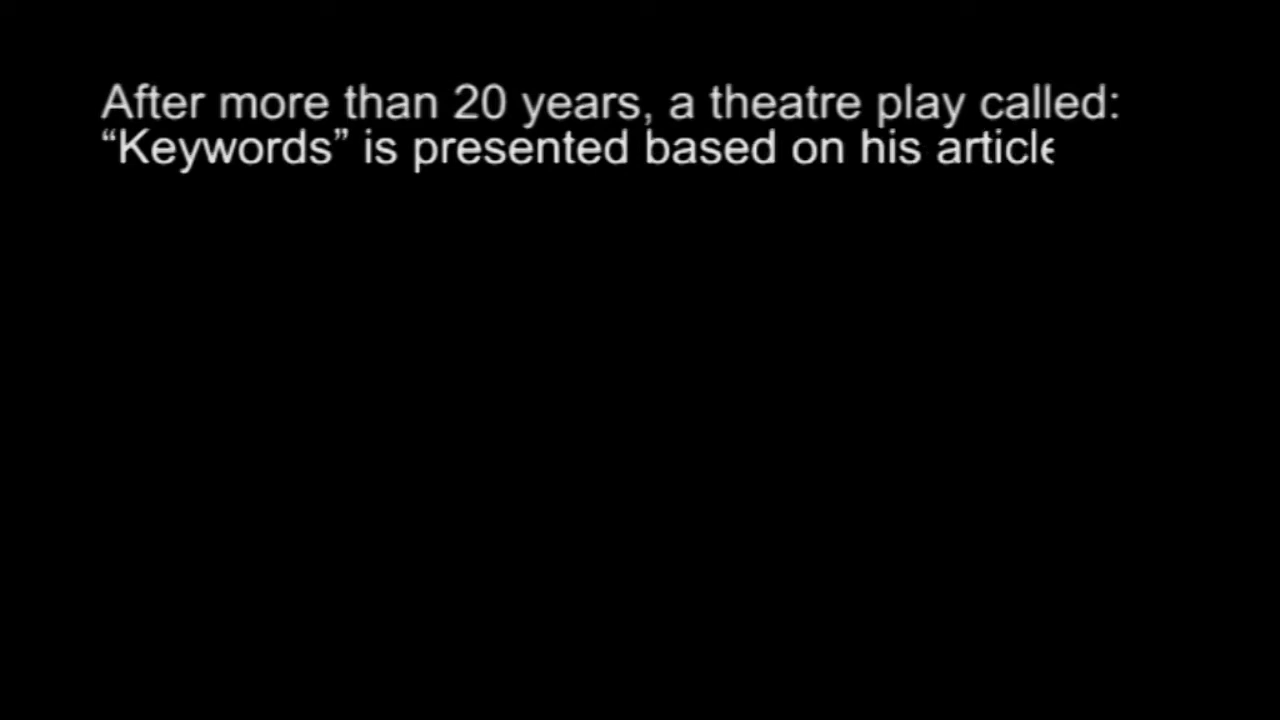 After more than 20 years, a theatre play called:
“Keywords” is presented based on his article